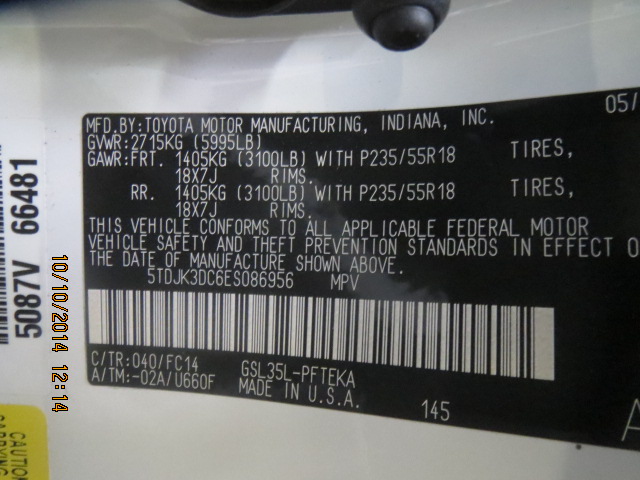 05/
MFD.BY:TOYOTA MOTOR MANUFACTURING, INDIANA, INC.
GVWR:2715KG (5995LB)
GAWR:FRT. 1405KG (3100LB) WITH P235/55R18 TIRES,
18X7J RIMS.
RR. 1405KG (3100LB) WITH P235/55R18 TIRES,
18X7J RIMS.
THIS VEHICLE CONFORMS TO ALL APPLICABLE FEDERAL MOTOR
VEHICLE SAFETY AND THEFT PREVENTION STANDARDS IN EFFECT O
THE DATE OF MANUFACTURE SHOWN ABOVE.
5TDJK3DC6ES086956 MPV
C/TR:040/FC14 GSL35L-PFTEKA
A/TM:-02A/U660F MADE IN U.S.A.
145
A
5087V 66481
10/10/2014 12:14
CAUTION